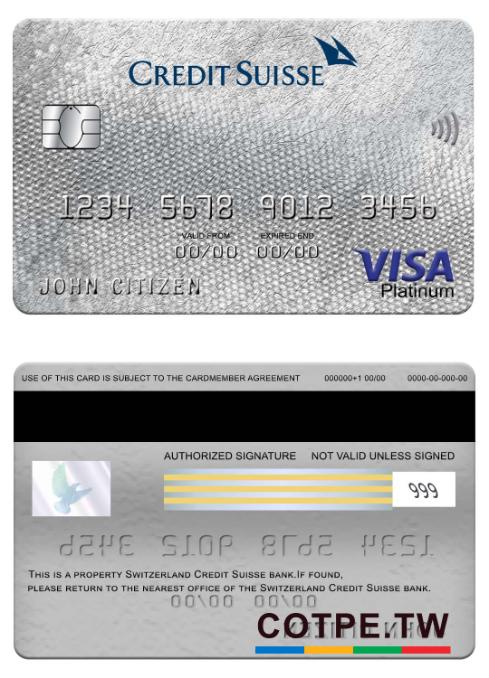 CREDIT SUISSE
1234 5678 9012 3456
VALID FROM EXPIRED END
00/00 00/00
JOHN CITIZEN
VISA
Platinum
USE OF THIS CARD IS SUBJECT TO THE CARDMEMBER AGREEMENT 000000+1 00/00 0000-00-000-00
AUTHORIZED SIGNATURE NOT VALID UNLESS SIGNED
999
1234 5678 9012 3456
THIS IS A PROPERTY SWITZERLAND CREDIT SUISSE BANK.IF FOUND,
PLEASE RETURN TO THE NEAREST OFFICE OF THE SWITZERLAND CREDIT SUISSE BANK.
00/00 00/00
JOHN CITIZEN
COTPE.TW